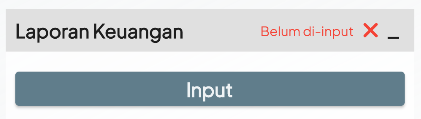 Laporan Keuangan Belum di-input ❌ _
Input